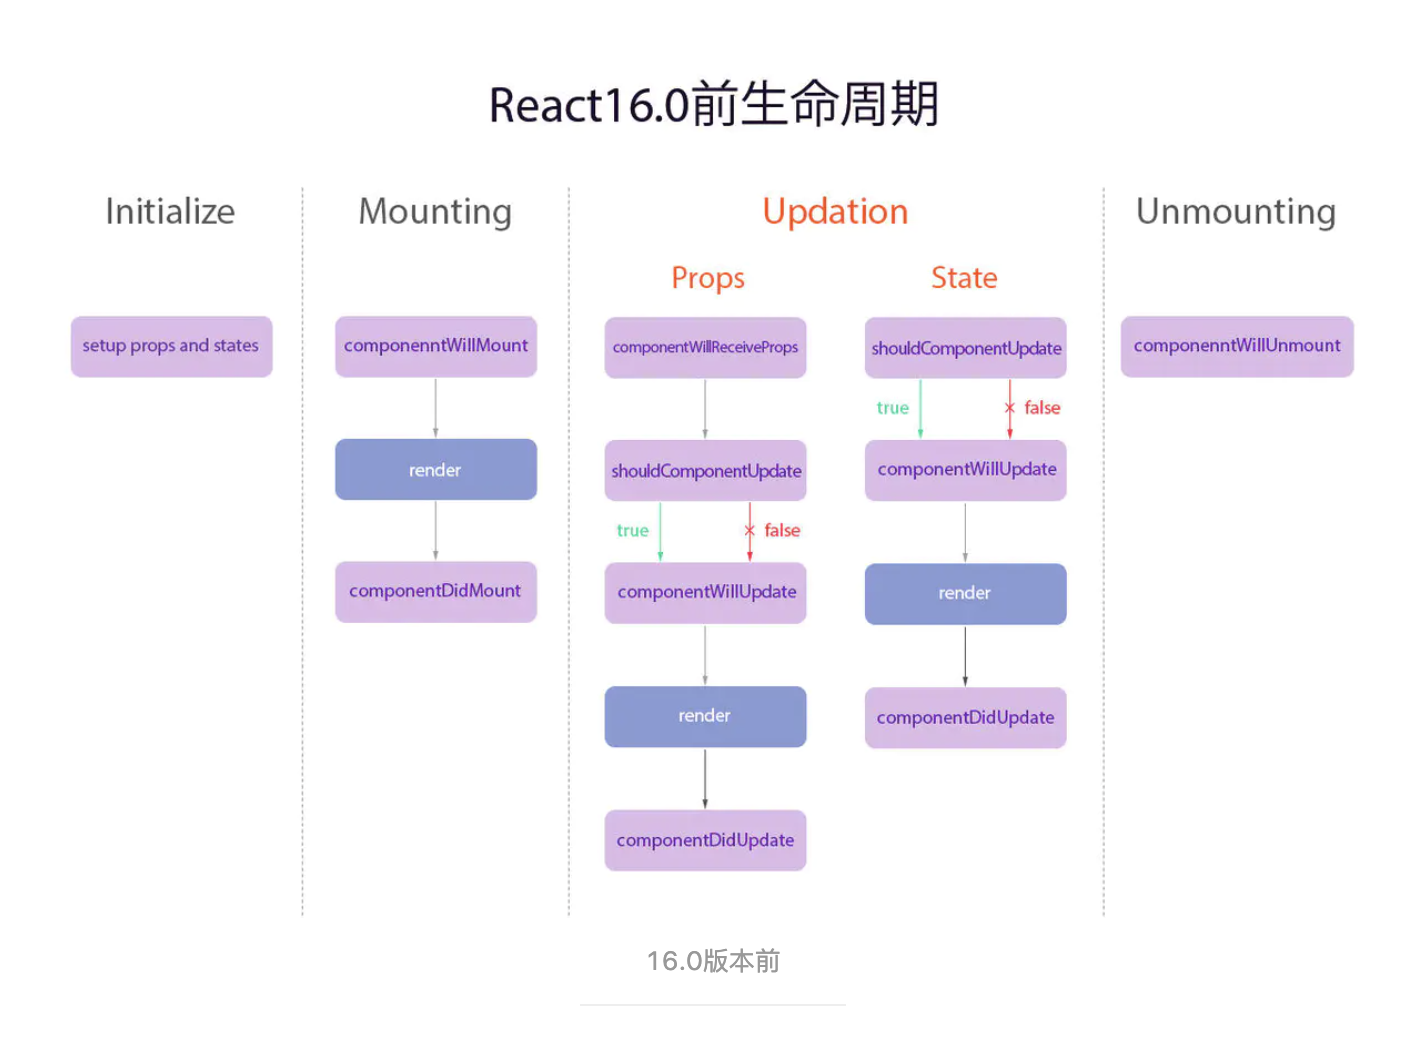 React16.0前生命周期
Initialize
setup props and states
Mounting
componenntWillMount
render
componentDidMount
Updation
Props
componentWillReceiveProps
shouldComponentUpdate
true
× false
componentWillUpdate
render
componentDidUpdate
State
shouldComponentUpdate
true
× false
componentWillUpdate
render
componentDidUpdate
Unmounting
componenntWillUnmount
16.0版本前